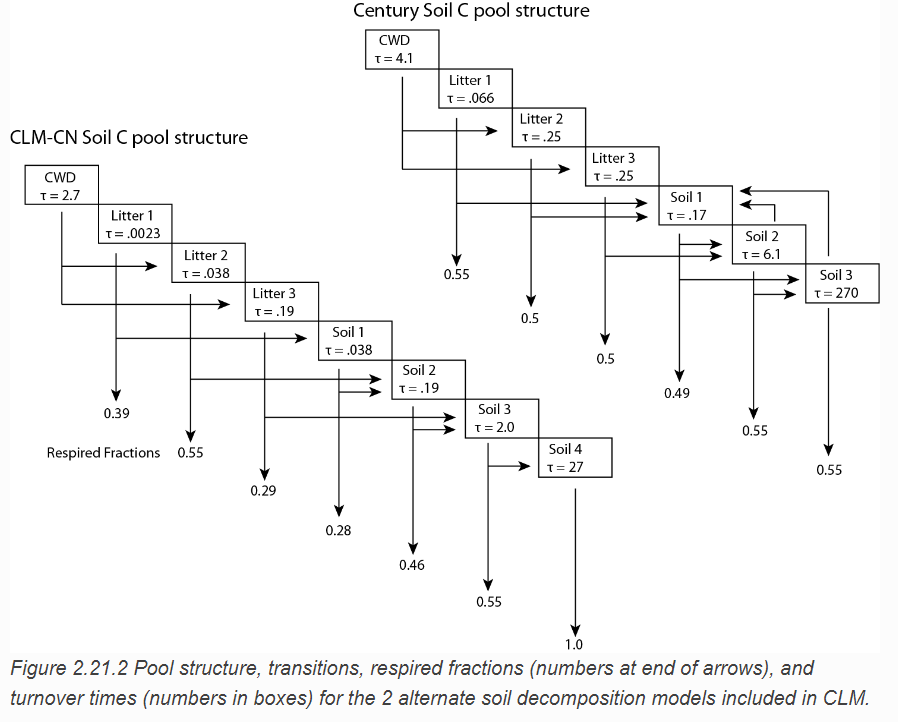 Century Soil C pool structure
CWD
τ = 4.1
Litter 1
τ = .066
Litter 2
τ = .25
Litter 3
τ = .25
Soil 1
τ = .17
Soil 2
τ = 6.1
Soil 3
τ = 270
0.55
0.5
0.5
0.49
0.55
0.55
CLM-CN Soil C pool structure
CWD
τ = 2.7
Litter 1
τ = .0023
Litter 2
τ = .038
Litter 3
τ = .19
Soil 1
τ = .038
Soil 2
τ = .19
Soil 3
τ = 2.0
Soil 4
τ = 27
0.39
Respired Fractions 0.55
0.29
0.28
0.46
0.55
1.0
Figure 2.21.2 Pool structure, transitions, respired fractions (numbers at end of arrows), and
turnover times (numbers in boxes) for the 2 alternate soil decomposition models included in CLM.